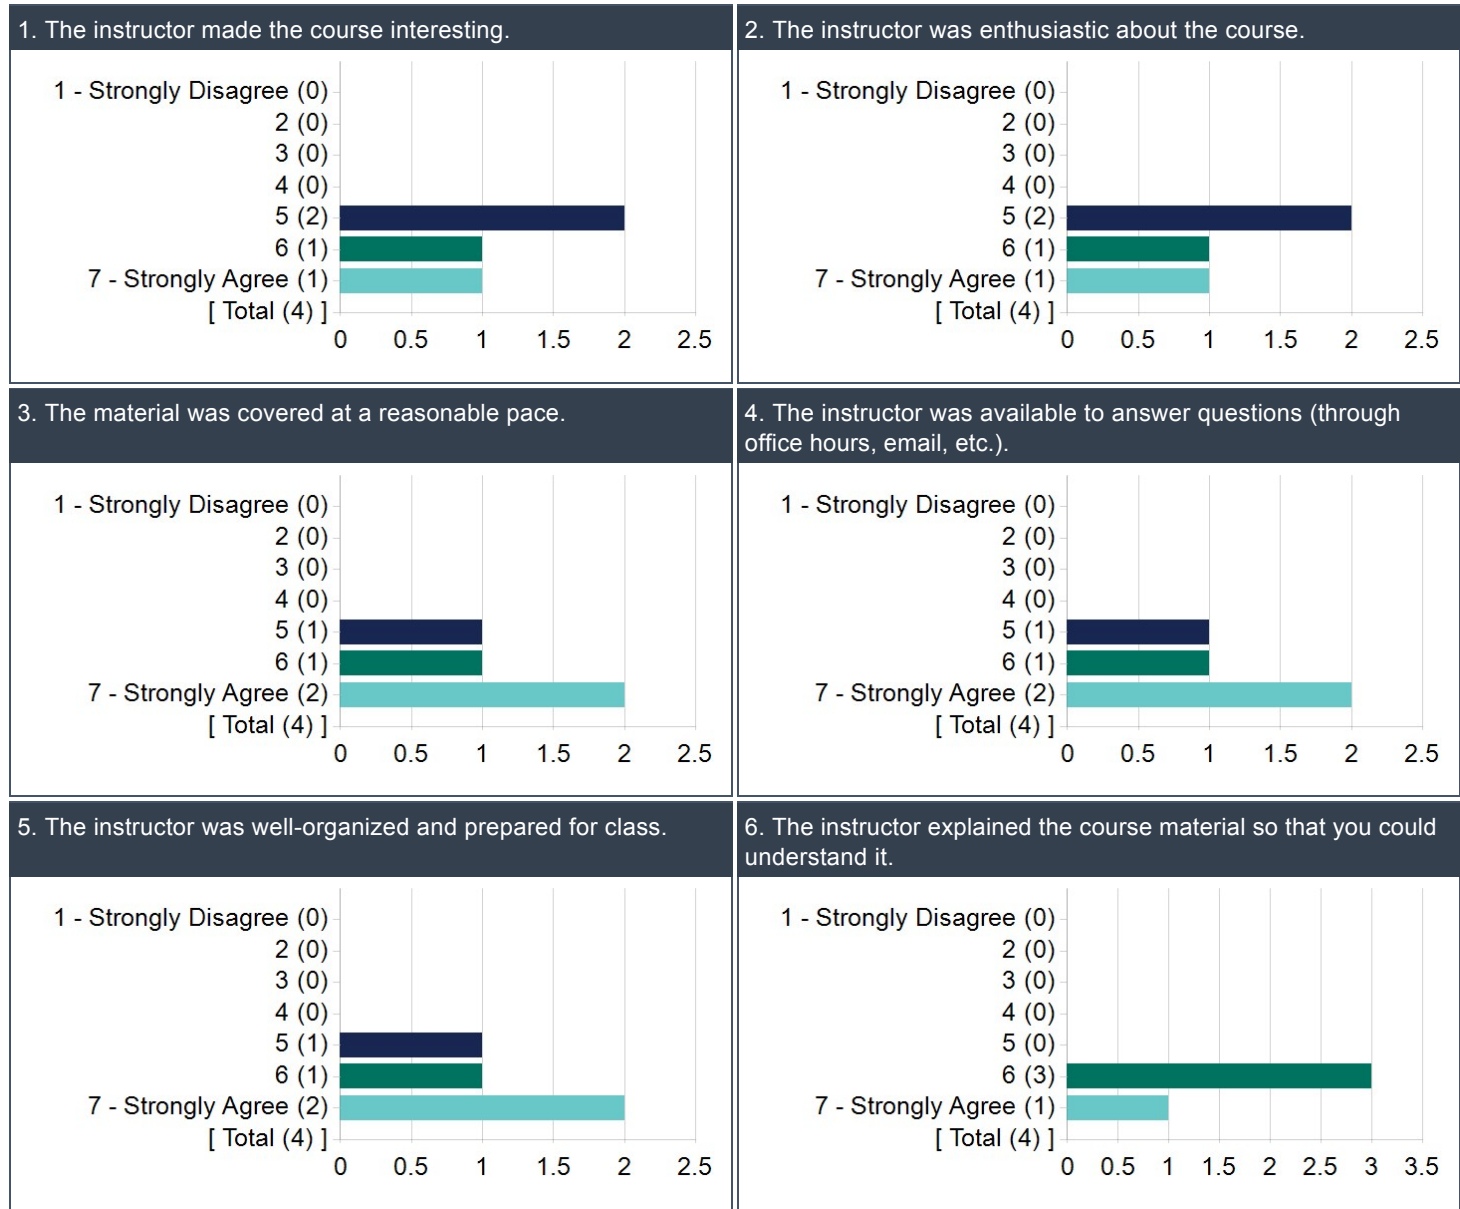 1. The instructor made the course interesting.
1 - Strongly Disagree (0)
2 (0)
3 (0)
4 (0)
5 (2)
6 (1)
7 - Strongly Agree (1)
[ Total (4) ]
0 0.5 1 1.5 2 2.5
2. The instructor was enthusiastic about the course.
1 - Strongly Disagree (0)
2 (0)
3 (0)
4 (0)
5 (2)
6 (1)
7 - Strongly Agree (1)
[ Total (4) ]
0 0.5 1 1.5 2 2.5
3. The material was covered at a reasonable pace.
1 - Strongly Disagree (0)
2 (0)
3 (0)
4 (0)
5 (1)
6 (1)
7 - Strongly Agree (2)
[ Total (4) ]
0 0.5 1 1.5 2 2.5
4. The instructor was available to answer questions (through
office hours, email, etc.).
1 - Strongly Disagree (0)
2 (0)
3 (0)
4 (0)
5 (1)
6 (1)
7 - Strongly Agree (2)
[ Total (4) ]
0 0.5 1 1.5 2 2.5
5. The instructor was well-organized and prepared for class.
1 - Strongly Disagree (0)
2 (0)
3 (0)
4 (0)
5 (1)
6 (1)
7 - Strongly Agree (2)
[ Total (4) ]
0 0.5 1 1.5 2 2.5
6. The instructor explained the course material so that you could
understand it.
1 - Strongly Disagree (0)
2 (0)
3 (0)
4 (0)
5 (0)
6 (3)
7 - Strongly Agree (1)
[ Total (4) ]
0 0.5 1 1.5 2 2.5 3 3.5